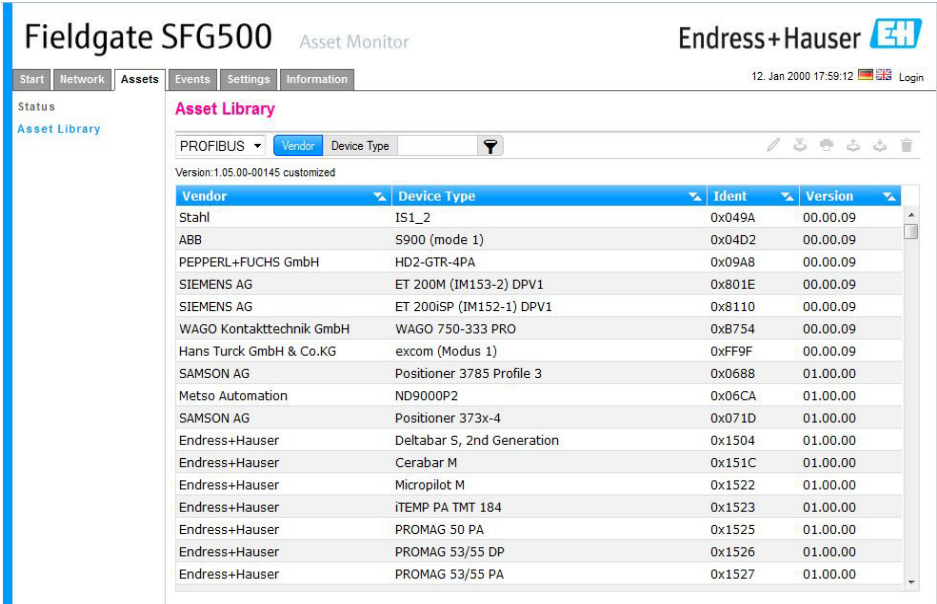 Fieldgate SFG500 Asset Monitor
Endress+Hauser EH
Start Network Assets Events Settings Information
12. Jan 2000 17:59:12 Login
Status
Asset Library
Asset Library
PROFIBUS Vendor Device Type
Version:1.05.00-00145 customized
Vendor Device Type Ident Version
Stahl IS1_2 0x049A 00.00.09
ABB S900 (mode 1) 0x04D2 00.00.09
PEPPERL+FUCHS GmbH HD2-GTR-4PA 0x09A8 00.00.09
SIEMENS AG ET 200M (IM153-2) DPV1 0x801E 00.00.09
SIEMENS AG ET 200iSP (IM152-1) DPV1 0x8110 00.00.09
WAGO Kontakttechnik GmbH WAGO 750-333 PRO 0xB754 00.00.09
Hans Turck GmbH & Co.KG excom (Modus 1) 0xFF9F 00.00.09
SAMSON AG Positioner 3785 Profile 3 0x0688 01.00.00
Metso Automation ND9000P2 0x06CA 01.00.00
SAMSON AG Positioner 373x-4 0x071D 01.00.00
Endress+Hauser Deltabar S, 2nd Generation 0x1504 01.00.00
Endress+Hauser Cerabar M 0x151C 01.00.00
Endress+Hauser Micropilot M 0x1522 01.00.00
Endress+Hauser iTEMP PA TMT 184 0x1523 01.00.00
Endress+Hauser PROMAG 50 PA 0x1525 01.00.00
Endress+Hauser PROMAG 53/55 DP 0x1526 01.00.00
Endress+Hauser PROMAG 53/55 PA 0x1527 01.00.00